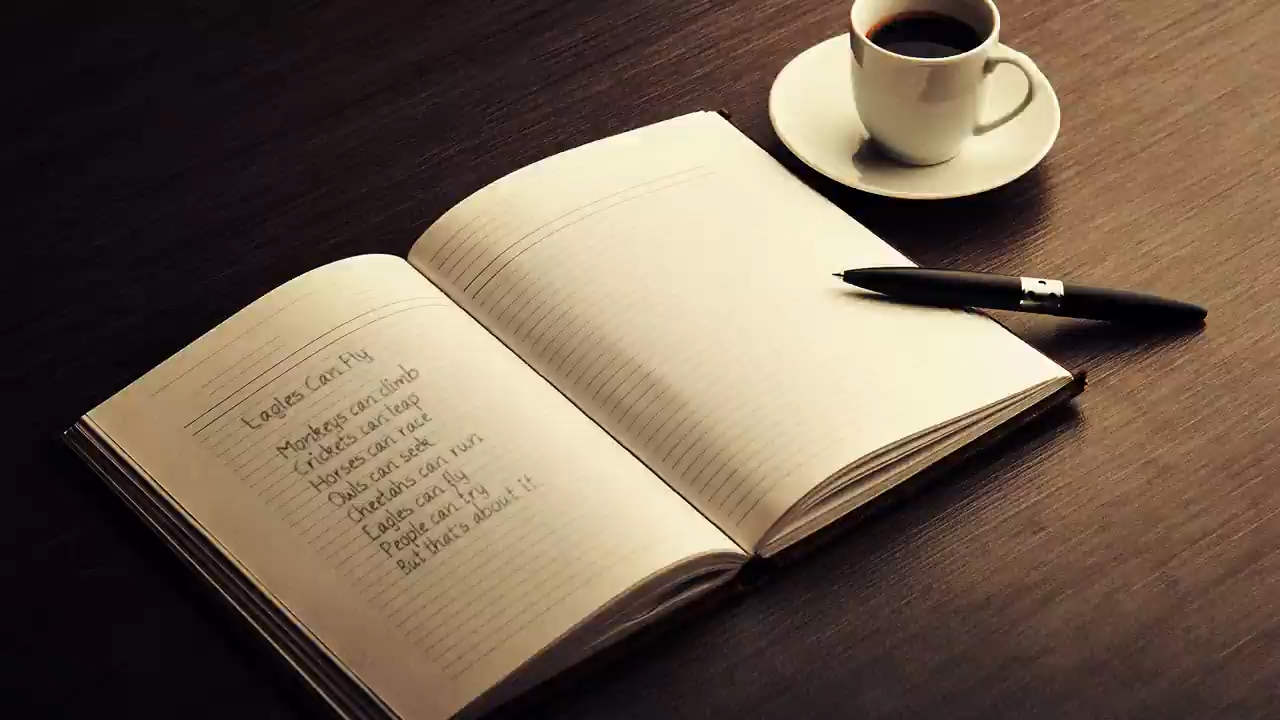 Eagles Can Fly
Monkeys can climb
Crickets can leap
Horses can race
Owls can seek
Cheetahs can run
Eagles can fly
People can try
But that's about it.